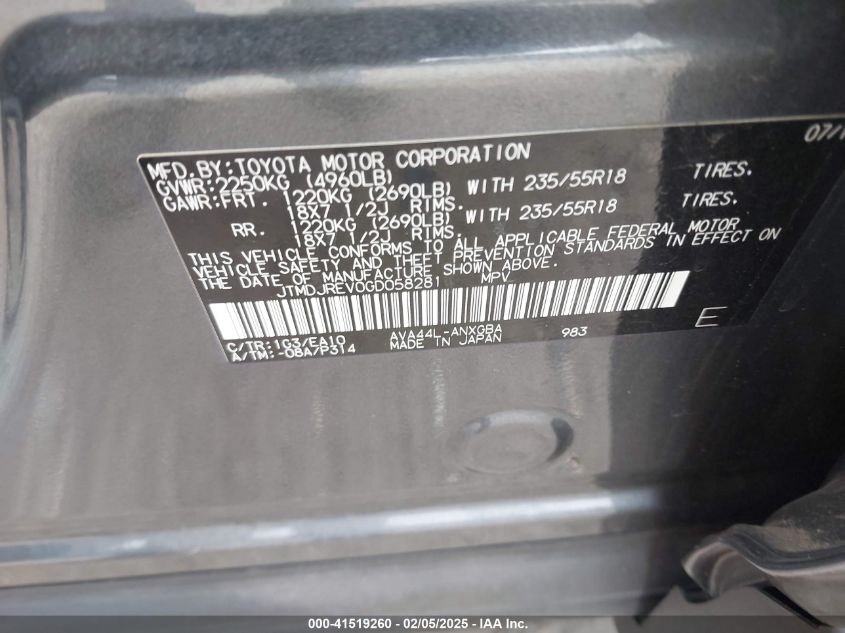 07/1
MFD.BY:TOYOTA MOTOR CORPORATION
GVWR:2250KG (4960LB)
GAWR:FRT. 1220KG (2690LB) WITH 235/55R18 TIRES.
18X7 1/2J RIMS.
RR. 1220KG (2690LB) WITH 235/55R18 TIRES.
18X7 1/2J RIMS.
THIS VEHICLE CONFORMS TO ALL APPLICABLE FEDERAL MOTOR
VEHICLE SAFETY AND THEFT PREVENTION STANDARDS IN EFFECT ON
THE DATE OF MANUFACTURE SHOWN ABOVE.
JTMDJREV0GD058281 MPV
C/TR:1G3/EA10 AVA44L-ANXGBA 983 E
A/TM:-08A/P314 MADE IN JAPAN
000-41519260 - 02/05/2025 - AVA - Engineering Inc.